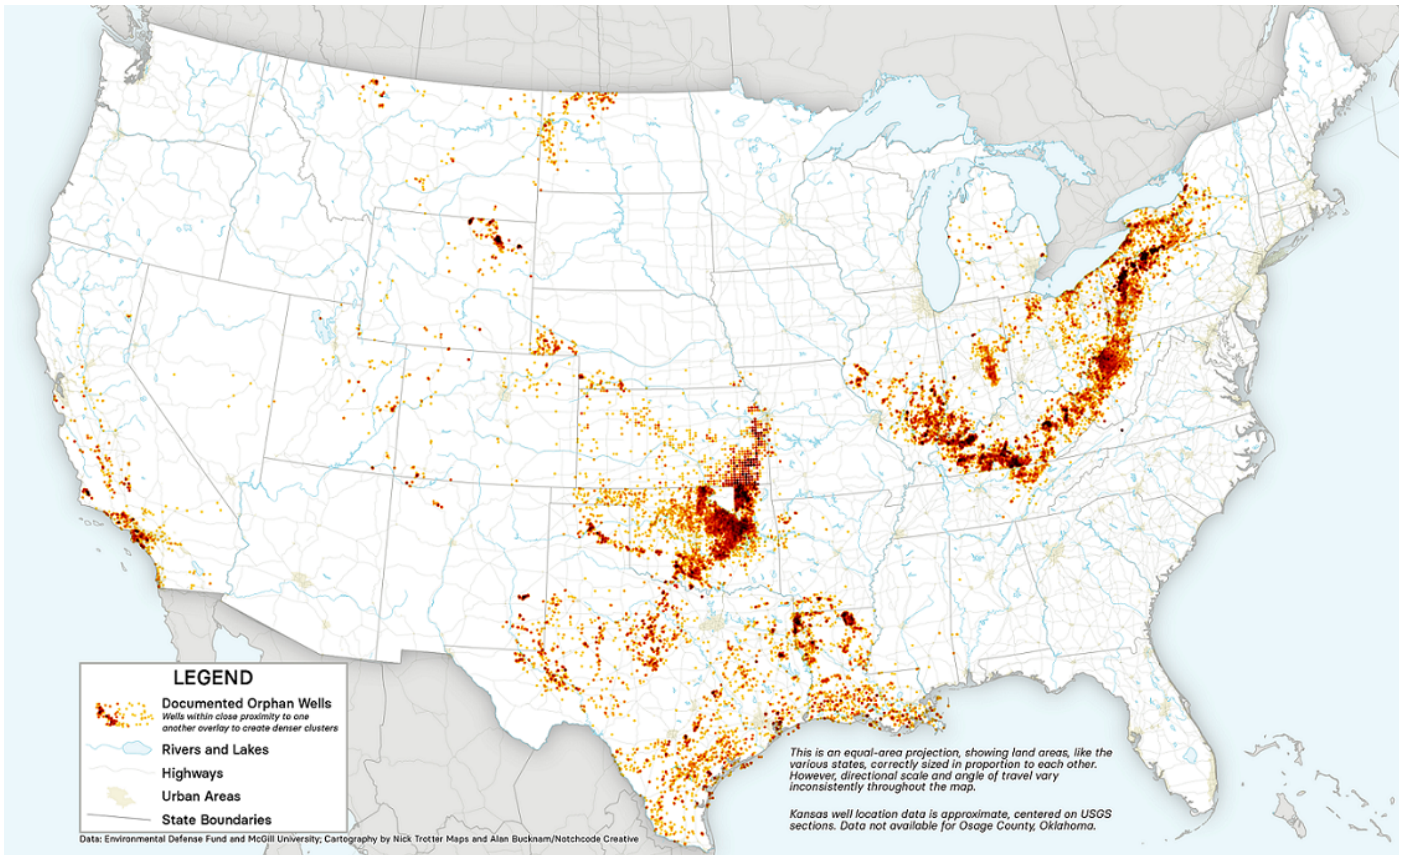 LEGEND
Documented Orphan Wells
Wells within close proximity to one
another overlay to create denser clusters
Rivers and Lakes
Highways
Urban Areas
State Boundaries
This is an equal-area projection, showing land areas, like the
various states, correctly sized in proportion to each other.
However, directional scale and angle of travel vary
inconsistently throughout the map.
Kansas well location data is approximate, centered on USGS
sections. Data not available for Osage County, Oklahoma.
Data: Environmental Defense Fund and McGill University; Cartography by Nick Trotter Maps and Alan Bucknam/Notchcode Creative